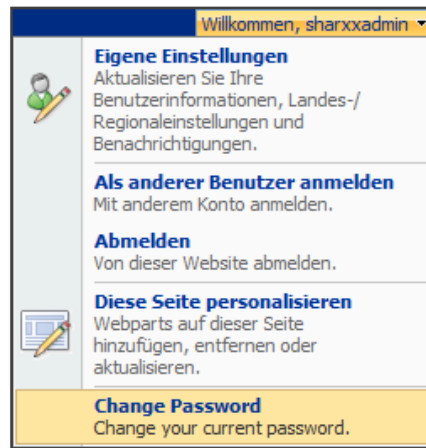 Willkommen, sharxxadmin
Eigene Einstellungen
Aktualisieren Sie Ihre
Benutzerinformationen, Landes-/
Regionaleinstellungen und
Benachrichtigungen.
Als anderer Benutzer anmelden
Mit anderem Konto anmelden.
Abmelden
Von dieser Website abmelden.
Diese Seite personalisieren
Webparts auf dieser Seite
hinzufügen, entfernen oder
aktualisieren.
Change Password
Change your current password.